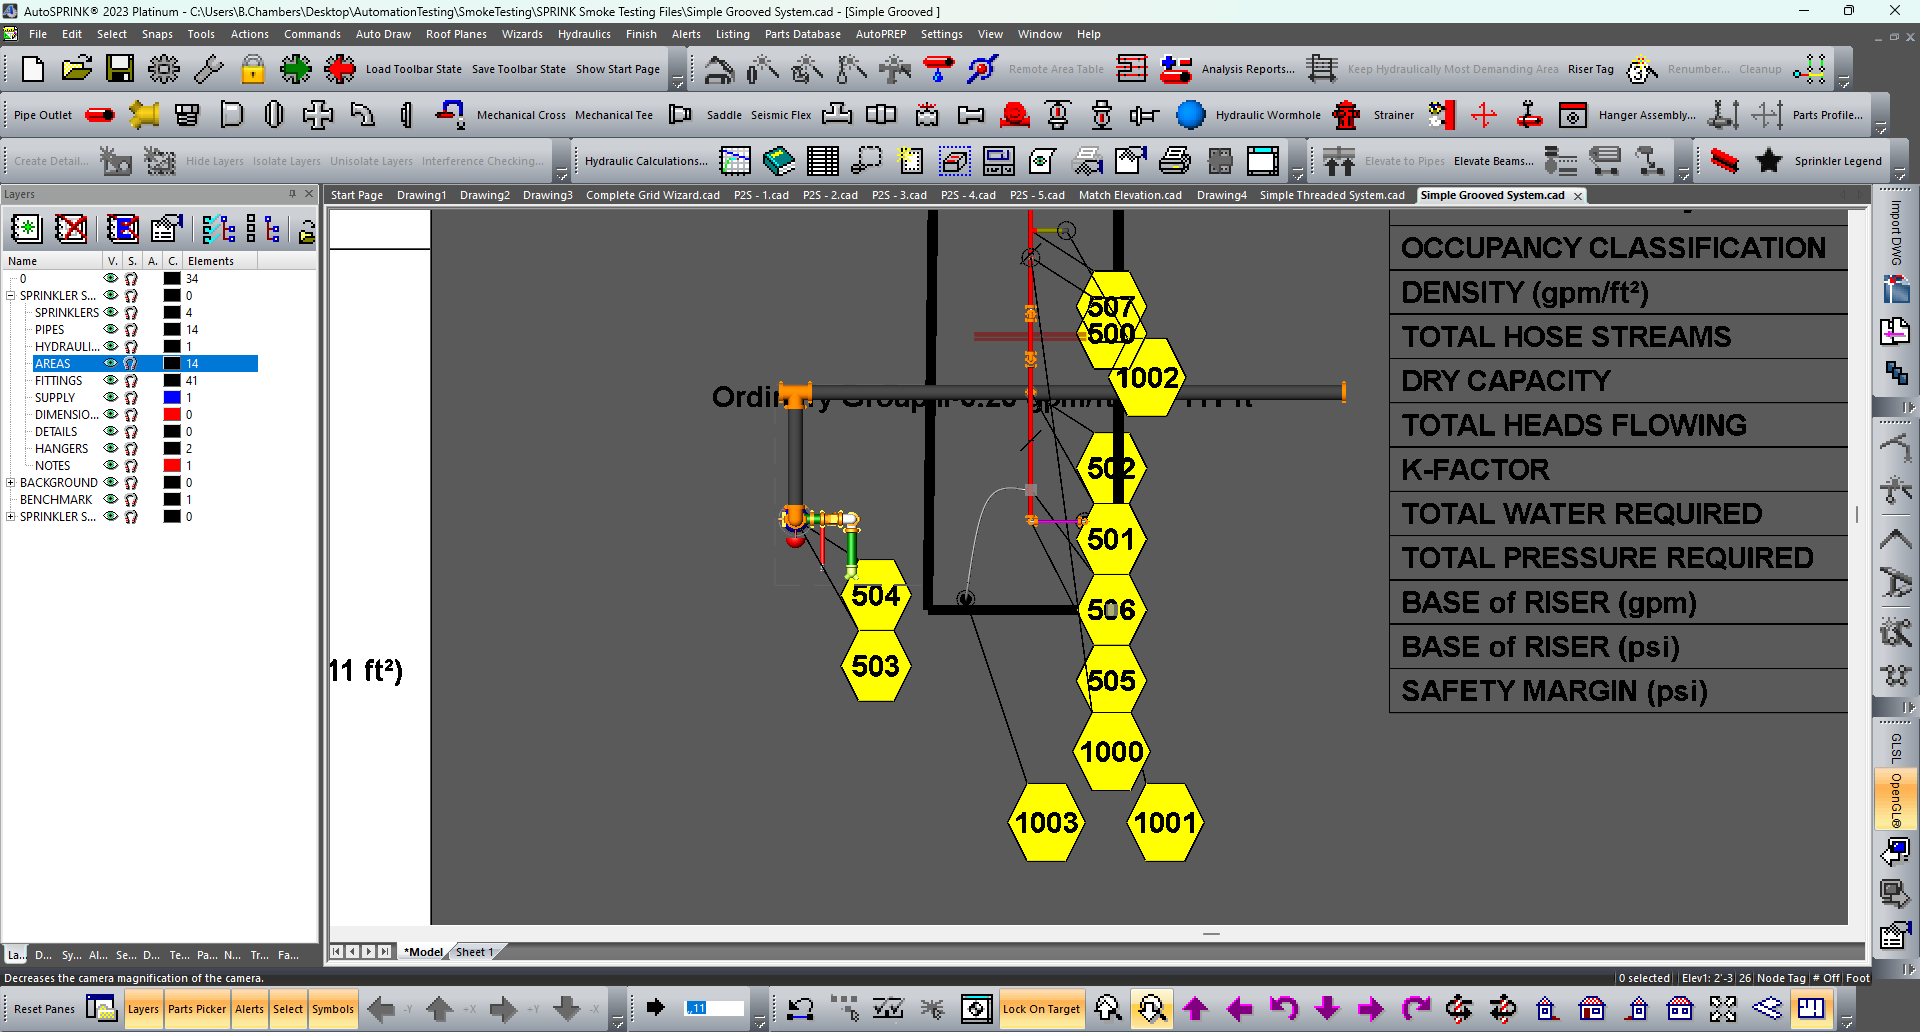 AutoSPRINK® 2023 Platinum - C:\Users\B.Chambers\Desktop\AutomationTesting\SmokeTesting\SPRINK Smoke Testing Files\Simple Grooved System.cad - [Simple Grooved ]
File Edit Select Snaps Tools Actions Commands Auto Draw Roof Planes Wizards Hydraulics Finish Alerts Listing Parts Database AutoPREP Settings View Window Help
Load Toolbar State Save Toolbar State Show Start Page Remote Area Table Analysis Reports... Keep Hydraulically Most Demanding Area Riser Tag Renumber... Cleanup
Pipe Outlet Mechanical Cross Mechanical Tee Saddle Seismic Flex Hydraulic Wormhole Strainer Hanger Assembly... Parts Profile...
Create Detail... Hide Layers Isolate Layers Unisolate Layers Interference Checking... Hydraulic Calculations... Elevate to Pipes Elevate Beams... Sprinkler Legend
Layers
Start Page Drawing1 Drawing2 Drawing3 Complete Grid Wizard.cad P2S - 1.cad P2S - 2.cad P2S - 3.cad P2S - 4.cad P2S - 5.cad Match Elevation.cad Drawing4 Simple Threaded System.cad Simple Grooved System.cad
Name V. S. A. C. Elements
0 34
SPRINKLER S... 0
SPRINKLERS 4
PIPES 14
HYDRAULI... 1
AREAS 14
FITTINGS 41
SUPPLY 1
DIMENSIO... 0
DETAILS 0
HANGERS 2
NOTES 1
BACKGROUND 0
BENCHMARK 1
SPRINKLER S... 0
11 ft²)
507
500
1002
502
501
506
505
1000
1003
1001
504
503
OCCUPANCY CLASSIFICATION
DENSITY (gpm/ft²)
TOTAL HOSE STREAMS
DRY CAPACITY
TOTAL HEADS FLOWING
K-FACTOR
TOTAL WATER REQUIRED
TOTAL PRESSURE REQUIRED
BASE of RISER (gpm)
BASE of RISER (psi)
SAFETY MARGIN (psi)
Import DWG
GLSL
OpenGL®
La... D... Sy... Al... Se... D... Te... Pa... N... Tr... Fa...
*Model Sheet 1
Decreases the camera magnification of the camera.
0 selected Elev1: 2'-3 26 Node Tag # Off Foot
Reset Panes Layers Parts Picker Alerts Select Symbols -Y +X +Y -X ,,11 Lock On Target